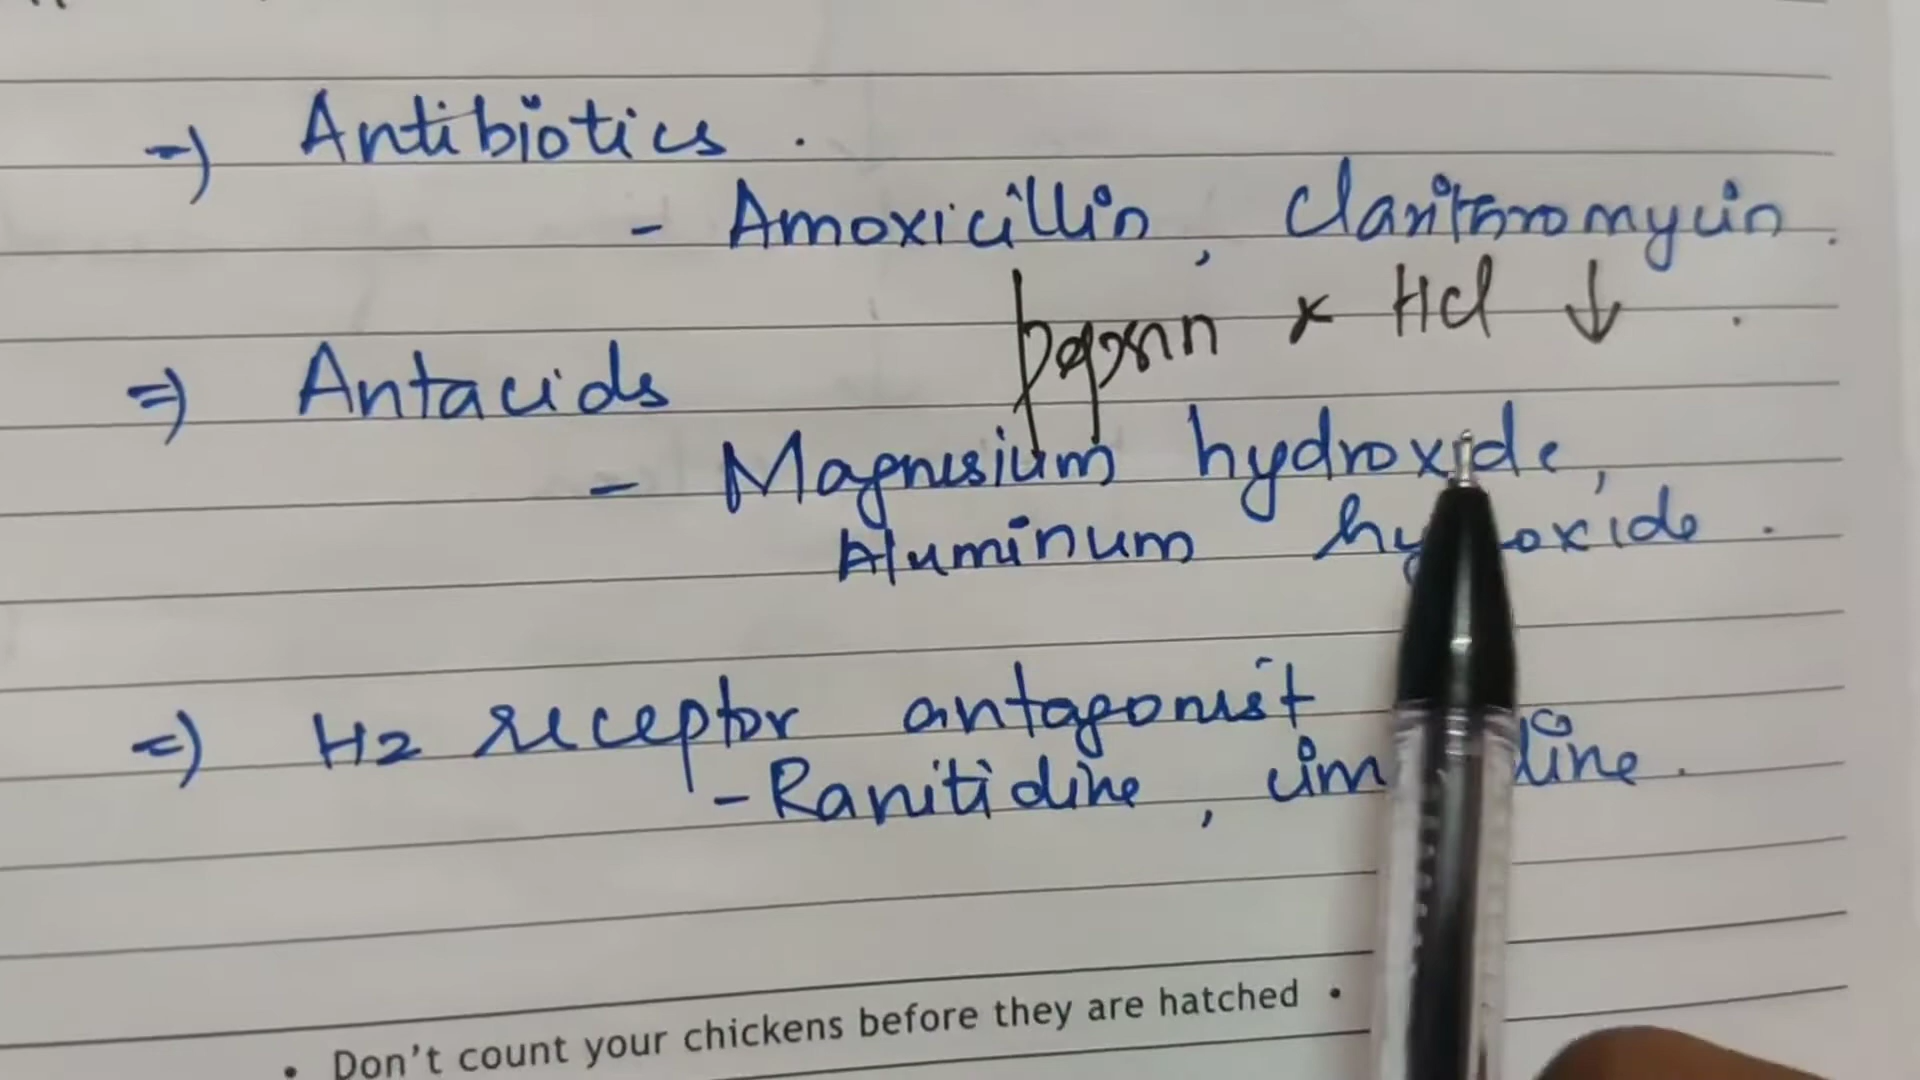 =) Antibiotics .
- Amoxicillin , Clarithromycin .
pepsin x HCl ↓ .
=) Antacids
- Magnesium hydroxide ,
Aluminum hydroxide .
=) H2 receptor antagonist
- Ranitidine ,
• Don't count your chickens before they are hatched •